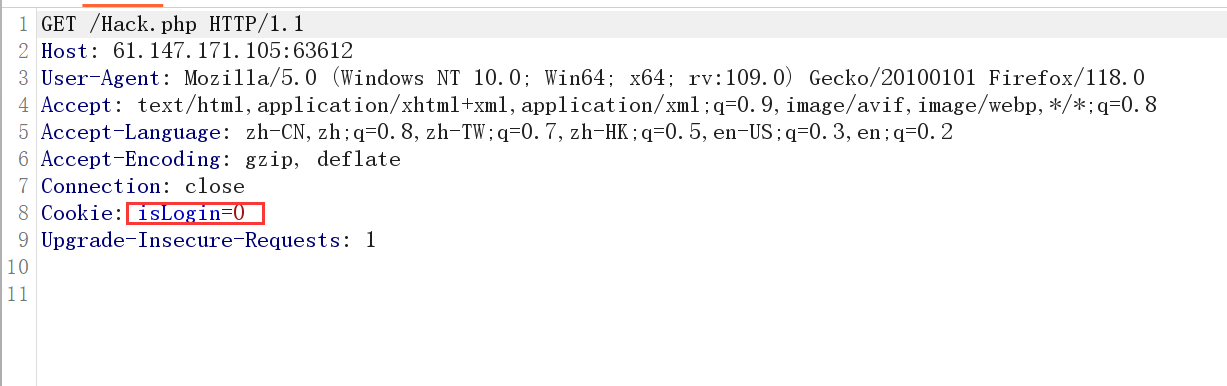 1 GET /Hack.php HTTP/1.1
2 Host: 61.147.171.105:63612
3 User-Agent: Mozilla/5.0 (Windows NT 10.0; Win64; x64; rv:109.0) Gecko/20100101 Firefox/118.0
4 Accept: text/html,application/xhtml+xml,application/xml;q=0.9,image/avif,image/webp,*/*;q=0.8
5 Accept-Language: zh-CN,zh;q=0.8,zh-TW;q=0.7,zh-HK;q=0.5,en-US;q=0.3,en;q=0.2
6 Accept-Encoding: gzip, deflate
7 Connection: close
8 Cookie: isLogin=0
9 Upgrade-Insecure-Requests: 1
10
11